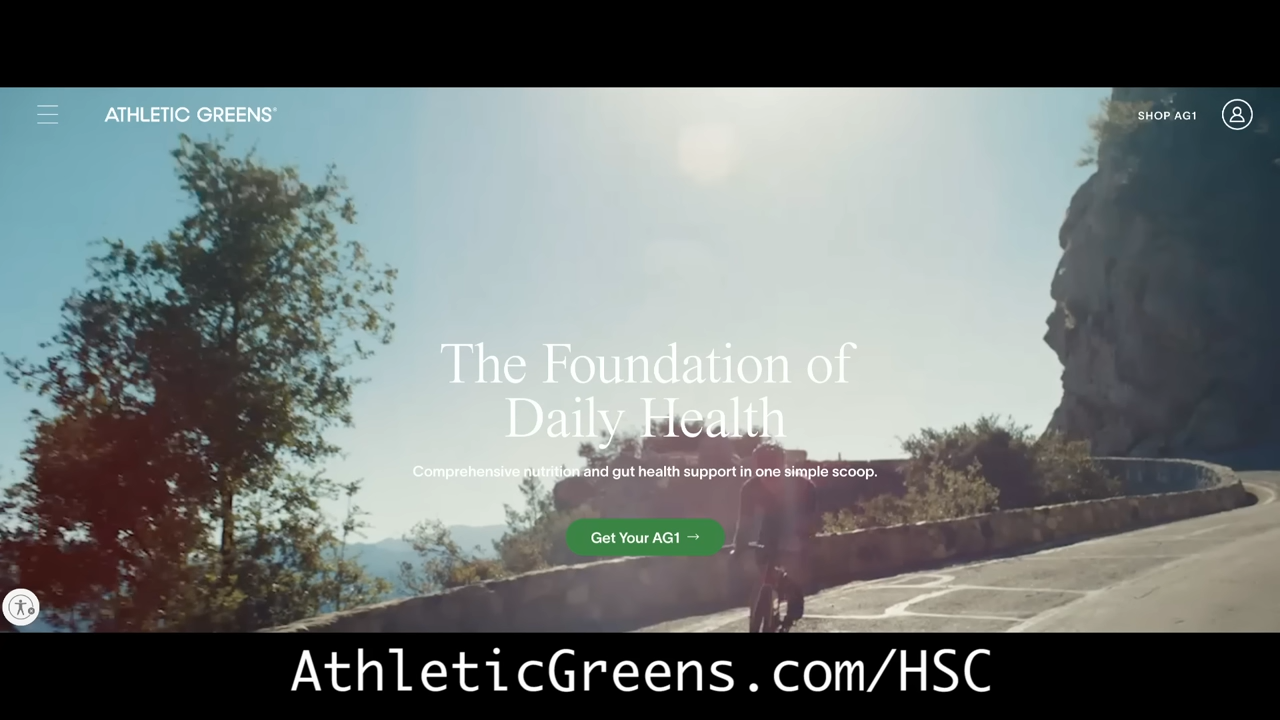 ATHLETIC GREENS®
SHOP AG1
The Foundation of
Daily Health
Comprehensive nutrition and gut health support in one simple scoop.
Get Your AG1 →
AthleticGreens.com/HSC